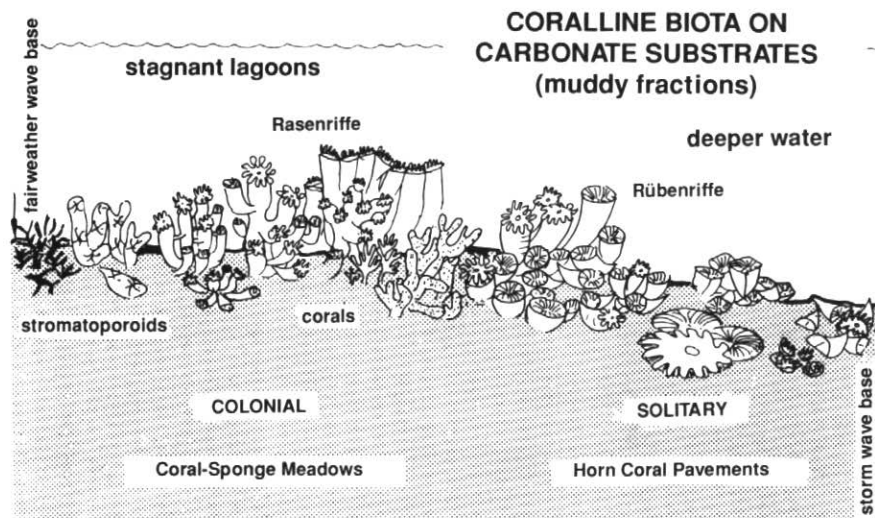 CORALLINE BIOTA ON
CARBONATE SUBSTRATES
(muddy fractions)
fairweather wave base
stagnant lagoons
deeper water
Rasenriffe
Rübenriffe
stromatoporoids
corals
COLONIAL
SOLITARY
Coral-Sponge Meadows
Horn Coral Pavements
storm wave base